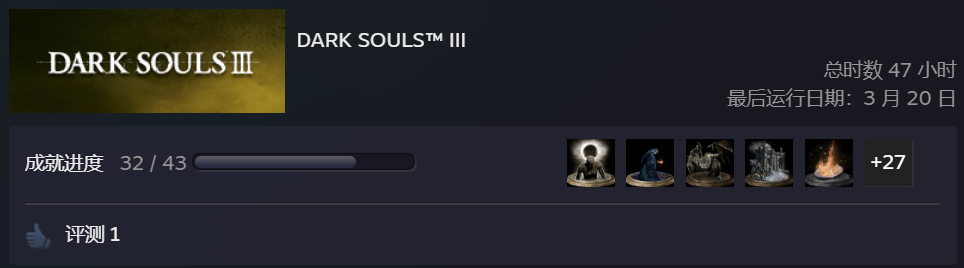 DARK SOULS III
DARK SOULS™ III
总时数 47 小时
最后运行日期：3 月 20 日
成就进度 32 / 43
+27
评测 1